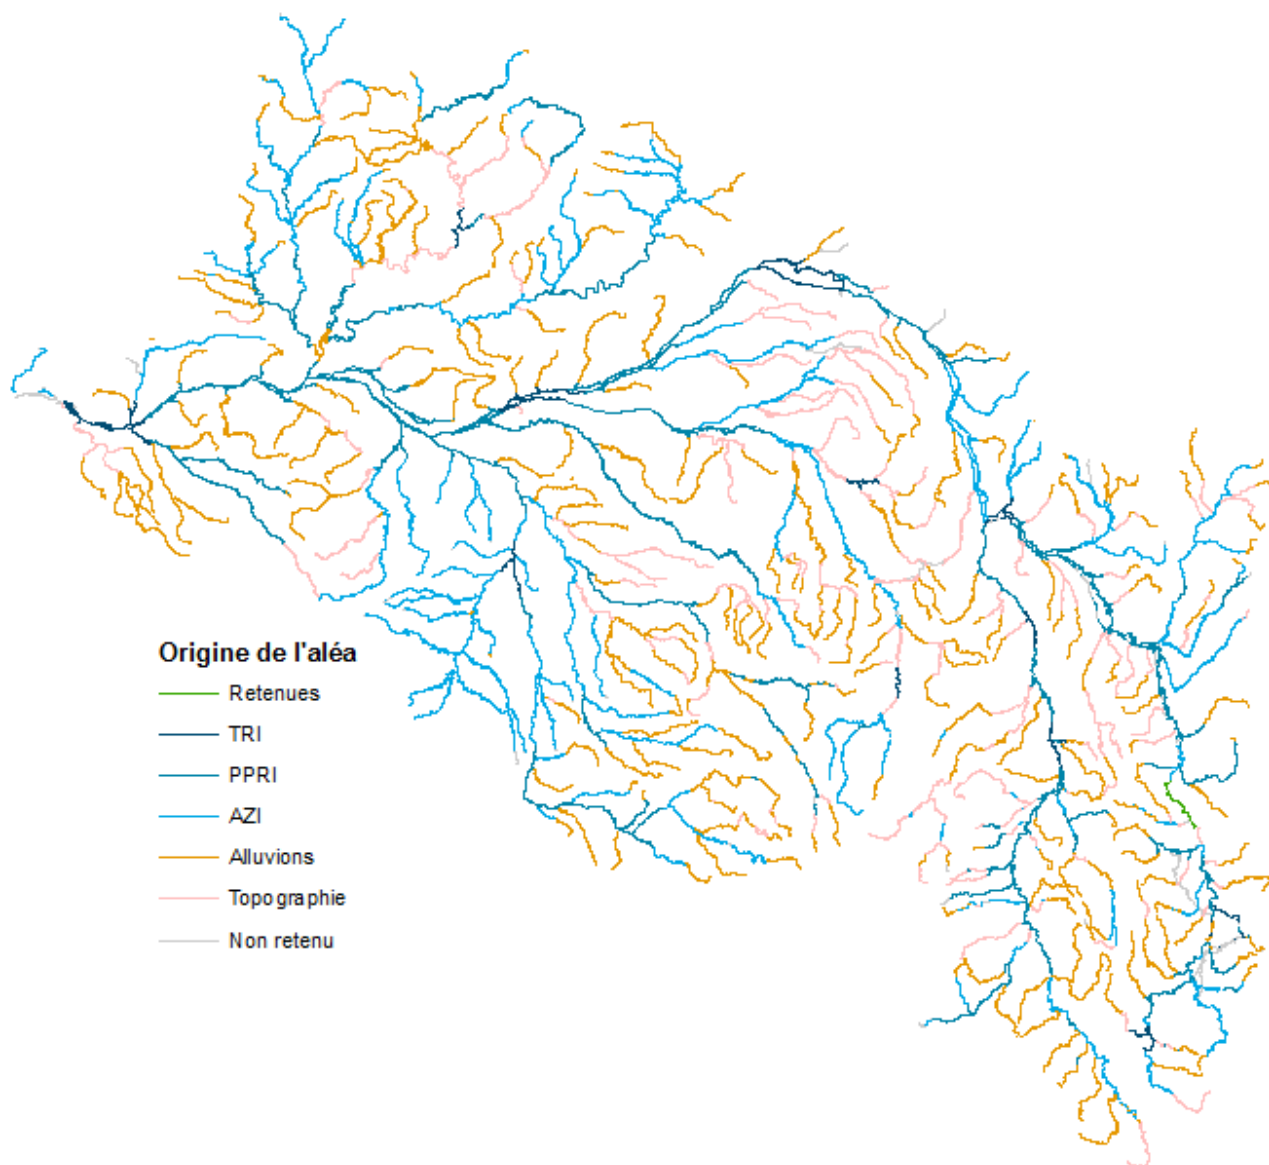 Origine de l'aléa
Retenues
TRI
PPRI
AZI
Alluvions
Topographie
Non retenu